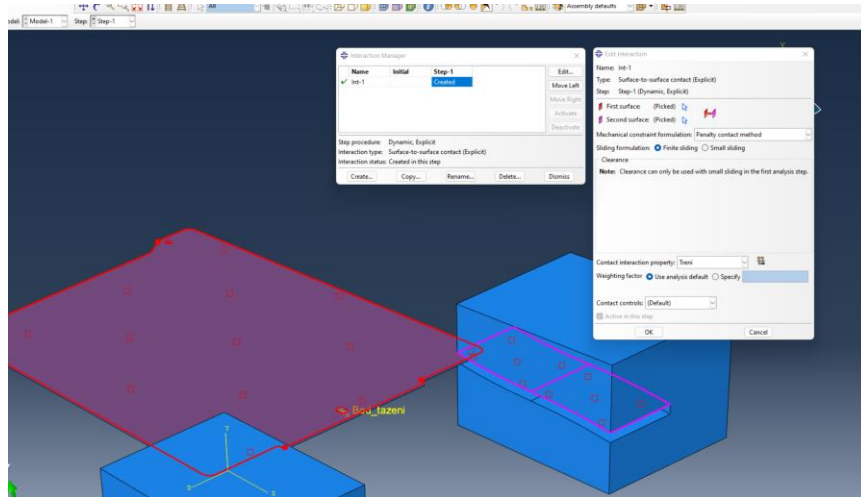 All
Assembly defaults
Model: Model-1 Step: Step-1
Interaction Manager
Name Initial Step-1
Int-1 Created
Edit...
Move Left
Move Right
Activate
Deactivate
Step procedure: Dynamic, Explicit
Interaction type: Surface-to-surface contact (Explicit)
Interaction status: Created in this step
Create... Copy... Rename... Delete... Dismiss
Edit Interaction
Name: Int-1
Type: Surface-to-surface contact (Explicit)
Step: Step-1 (Dynamic, Explicit)
First surface: (Picked)
Second surface: (Picked)
Mechanical constraint formulation: Penalty contact method
Sliding formulation: Finite sliding Small sliding
Clearance
Note: Clearance can only be used with small sliding in the first analysis step.
Contact interaction property: Treni
Weighting factor Use analysis default Specify
Contact controls: (Default)
Active in this step
OK Cancel
Bod_tazeni
Y
Z X